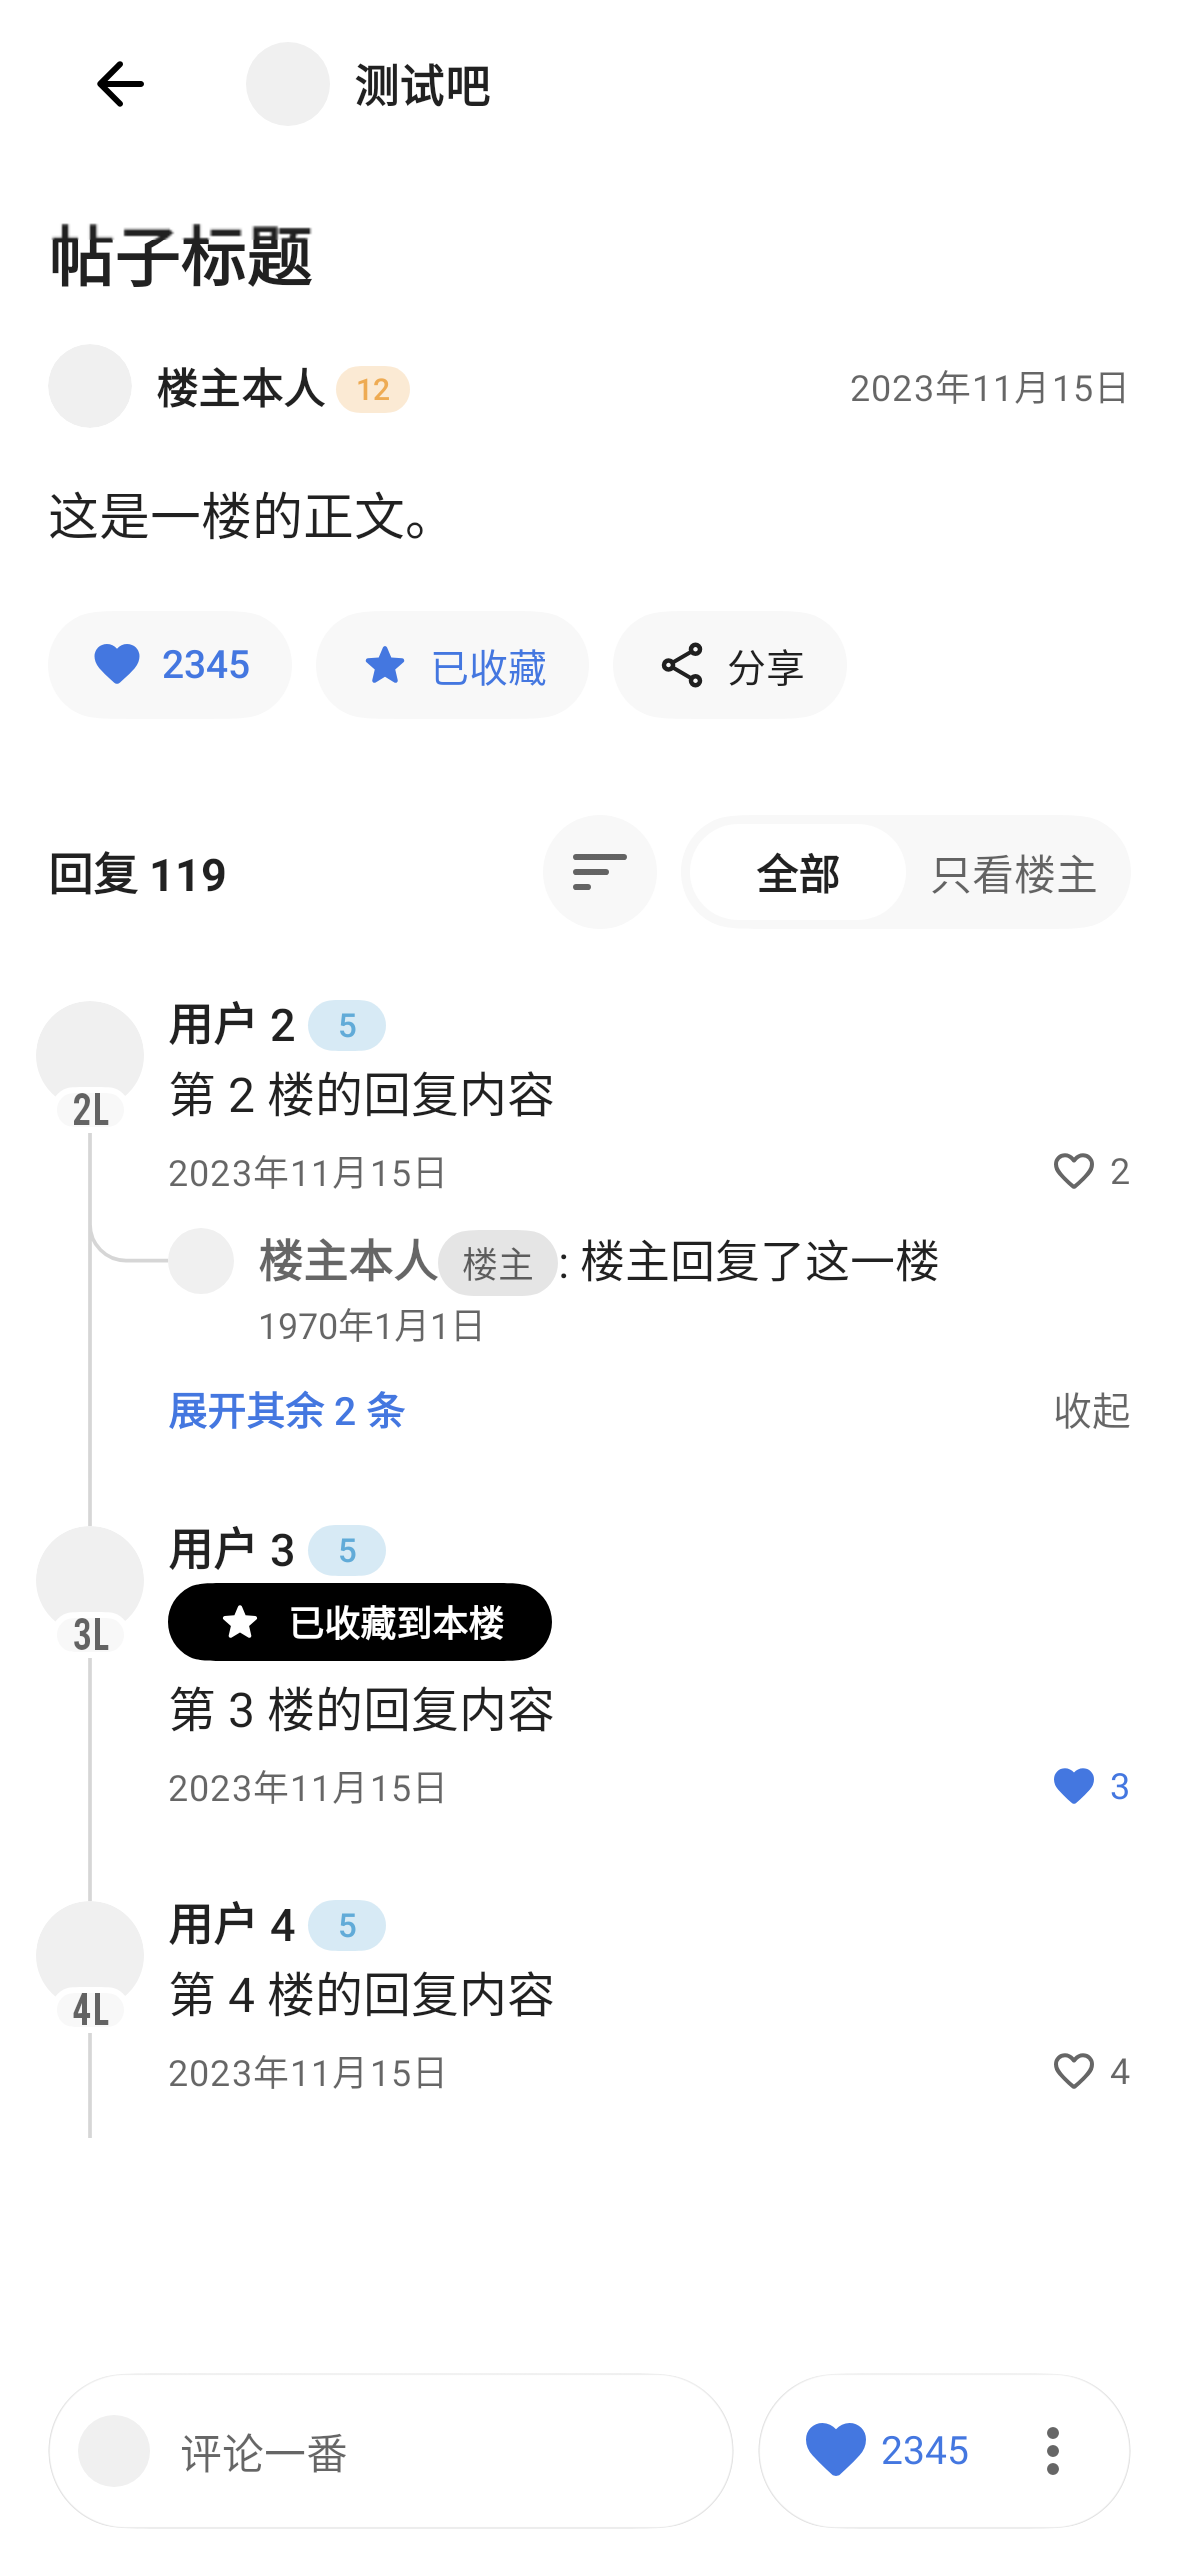 测试吧
帖子标题
楼主本人 12 2023年11月15日
这是一楼的正文。
2345 已收藏 分享
回复 119 全部 只看楼主
用户 2 5
2L
第 2 楼的回复内容
2023年11月15日 2
楼主本人 楼主 : 楼主回复了这一楼
1970年1月1日
展开其余 2 条 收起
用户 3 5
3L
已收藏到本楼
第 3 楼的回复内容
2023年11月15日 3
用户 4 5
4L
第 4 楼的回复内容
2023年11月15日 4
评论一番 2345